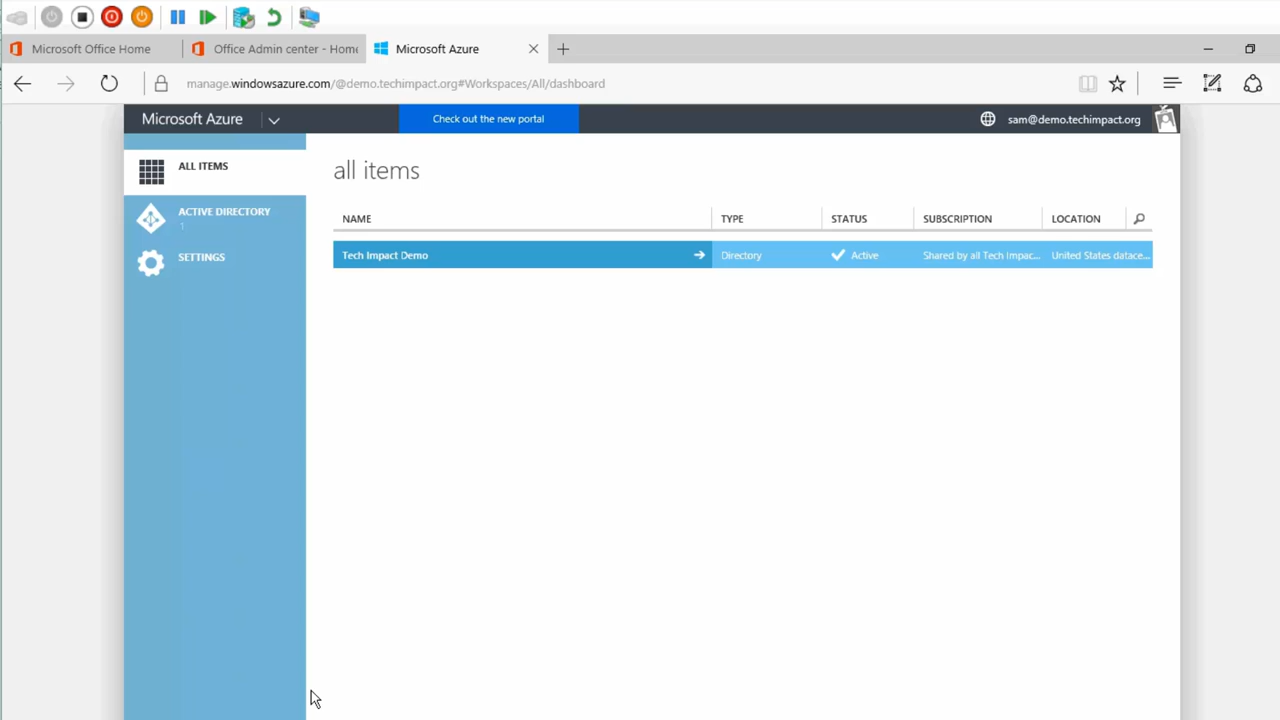 Microsoft Office Home
Office Admin center - Home
Microsoft Azure
manage.windowsazure.com/@demo.techimpact.org#Workspaces/All/dashboard
Microsoft Azure
Check out the new portal
sam@demo.techimpact.org
ALL ITEMS
ACTIVE DIRECTORY
1
SETTINGS
all items
NAME TYPE STATUS SUBSCRIPTION LOCATION
Tech Impact Demo Directory Active Shared by all Tech Impac... United States datace...